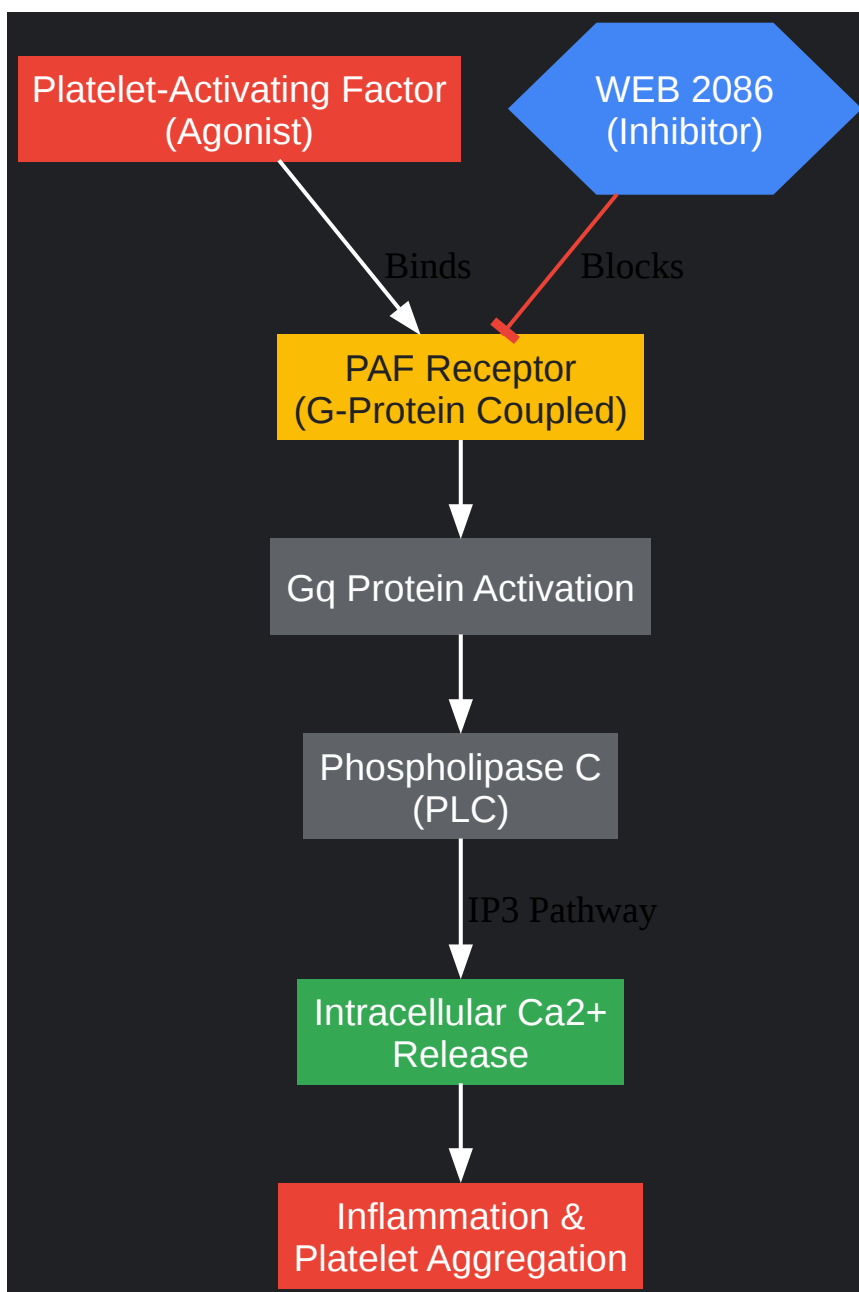 Platelet-Activating Factor
(Agonist)
WEB 2086
(Inhibitor)
Binds
Blocks
PAF Receptor
(G-Protein Coupled)
Gq Protein Activation
Phospholipase C
(PLC)
IP3 Pathway
Intracellular Ca2+
Release
Inflammation &
Platelet Aggregation